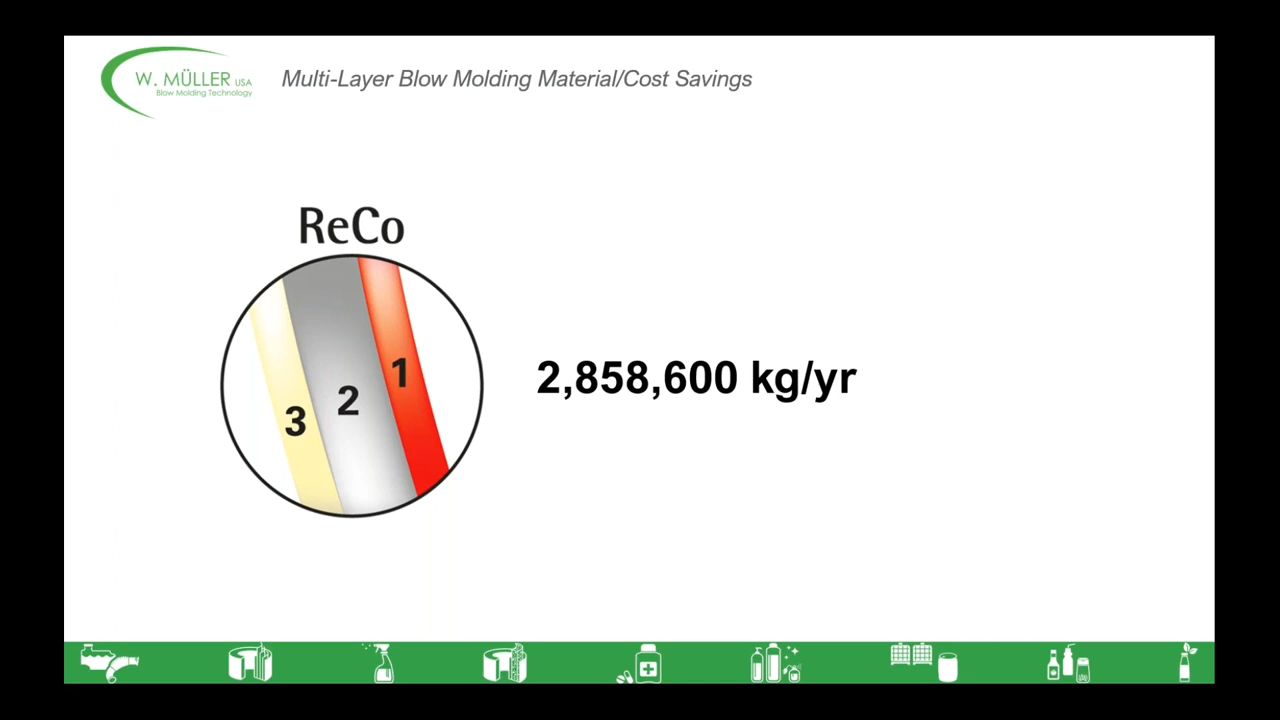 W. MÜLLER USA
Blow Molding Technology
Multi-Layer Blow Molding Material/Cost Savings
ReCo
1
2
3
2,858,600 kg/yr